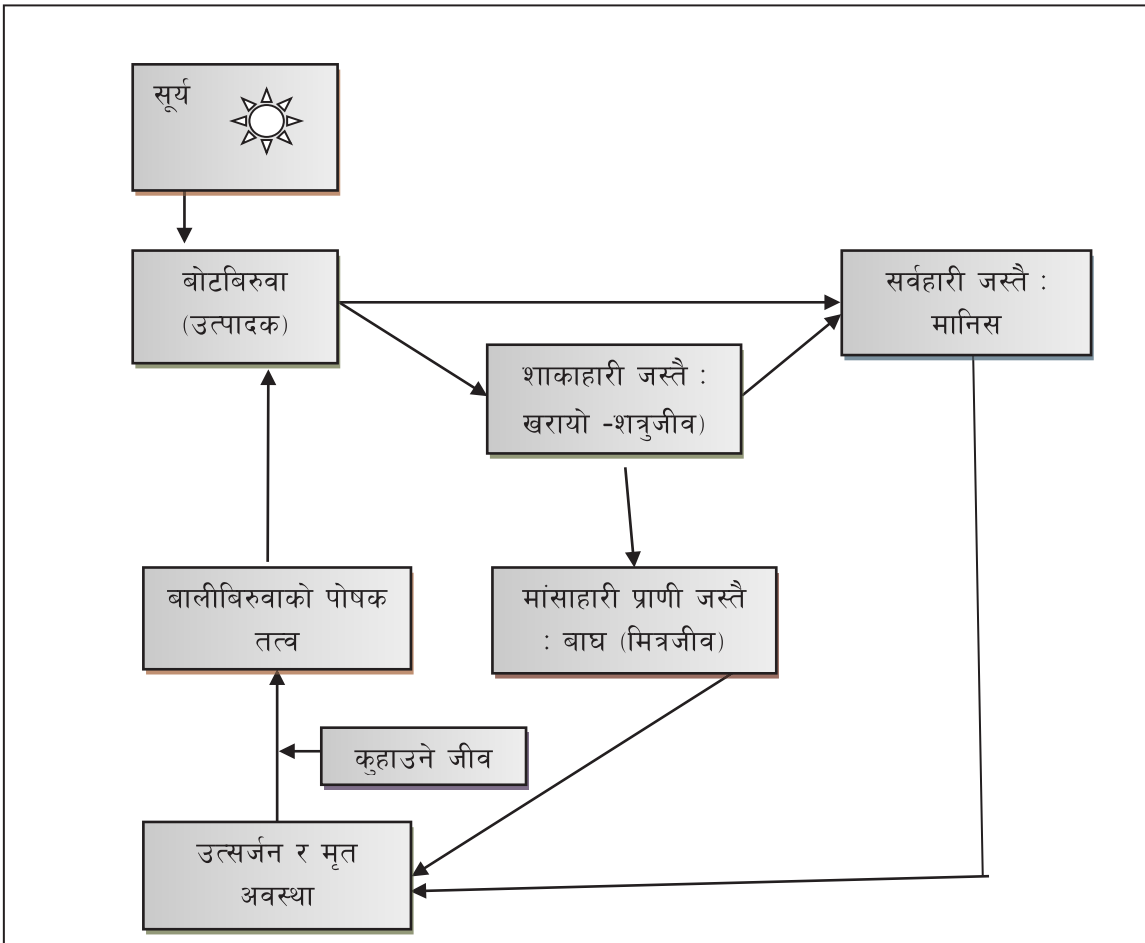 सूर्य
बोटबिरुवा
(उत्पादक)
सर्वहारी जस्तै :
मानिस
शाकाहारी जस्तै :
खरायो -शत्रुजीव)
बालीबिरुवाको पोषक
तत्व
मांसाहारी प्राणी जस्तै
: बाघ (मित्रजीव)
कुहाउने जीव
उत्सर्जन र मृत
अवस्था